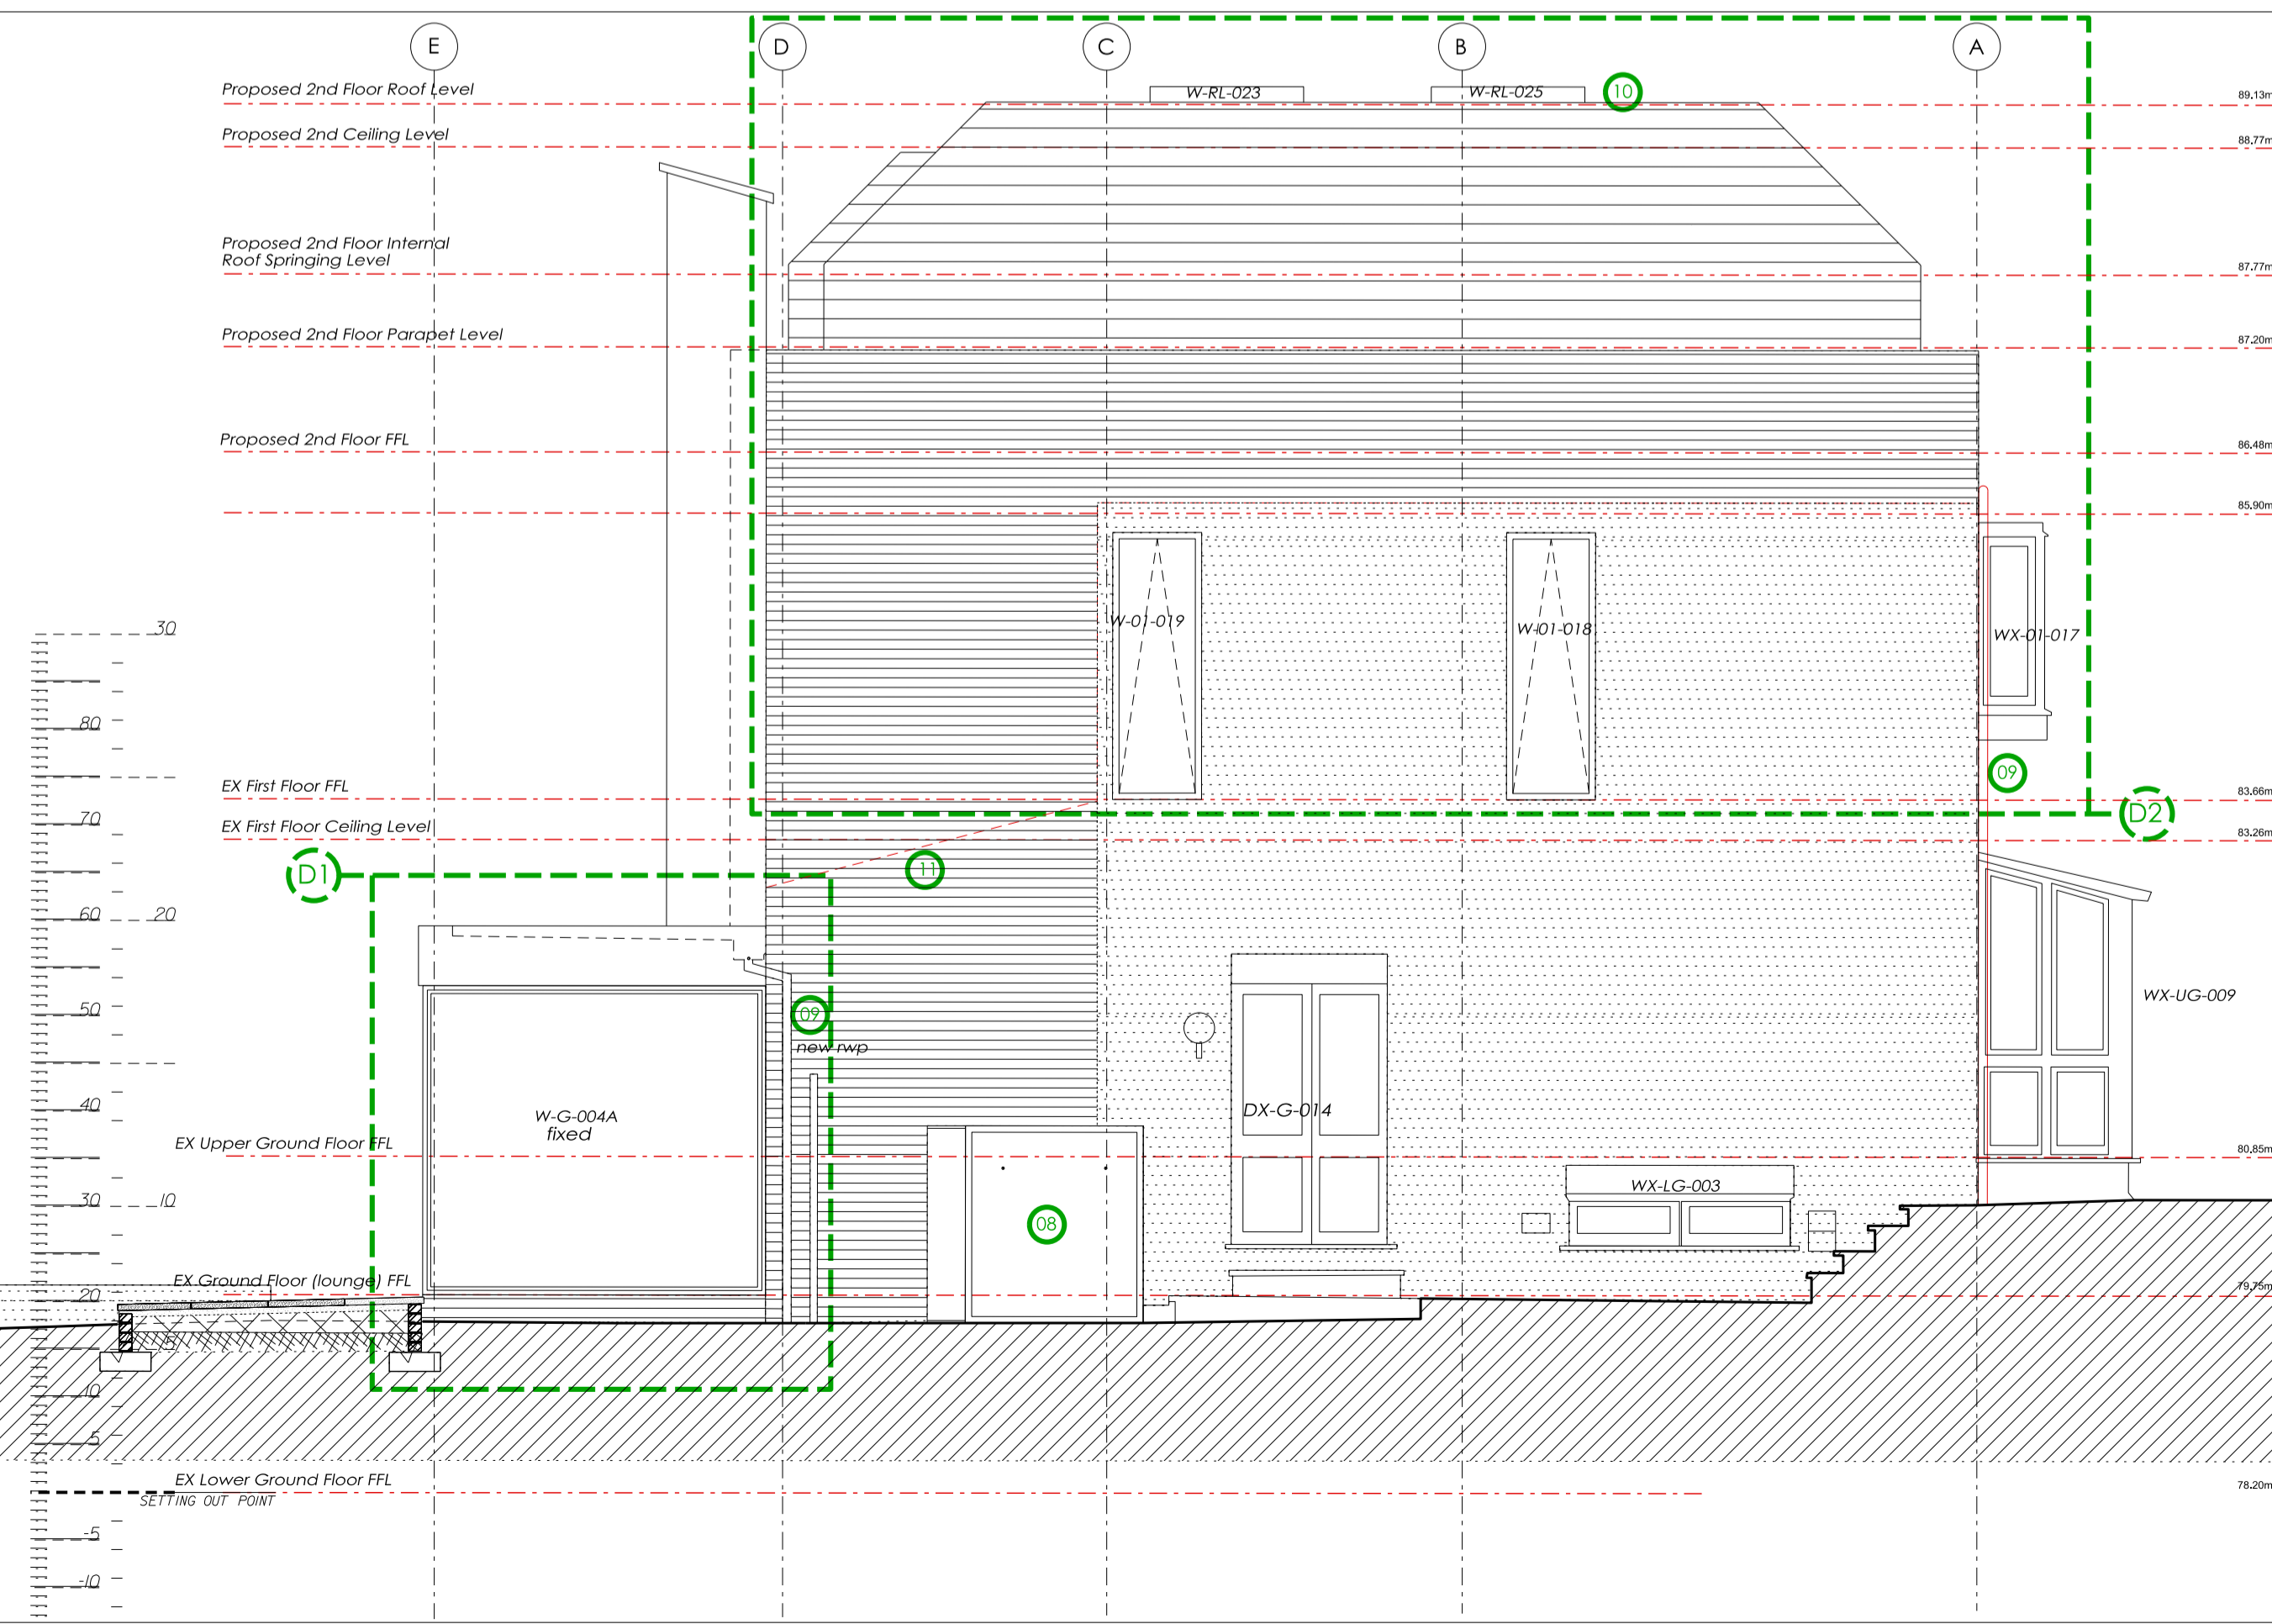 E
D
C
B
A
Proposed 2nd Floor Roof Level
W-RL-023
W-RL-025
10
89.13m
Proposed 2nd Ceiling Level
88.77m
Proposed 2nd Floor Internal
Roof Springing Level
87.77m
Proposed 2nd Floor Parapet Level
87.20m
Proposed 2nd Floor FFL
86.48m
85.90m
W-01-019
W-01-018
WX-01-017
30
80
09
EX First Floor FFL
83.66m
70
D2
EX First Floor Ceiling Level
83.26m
D1
11
60
20
WX-UG-009
50
09
new rwp
40
W-G-004A
fixed
DX-G-014
EX Upper Ground Floor FFL
80.85m
WX-LG-003
30
10
08
EX Ground Floor (lounge) FFL
20
79.75m
5
10
5
EX Lower Ground Floor FFL
78.20m
SETTING OUT POINT
-5
-10